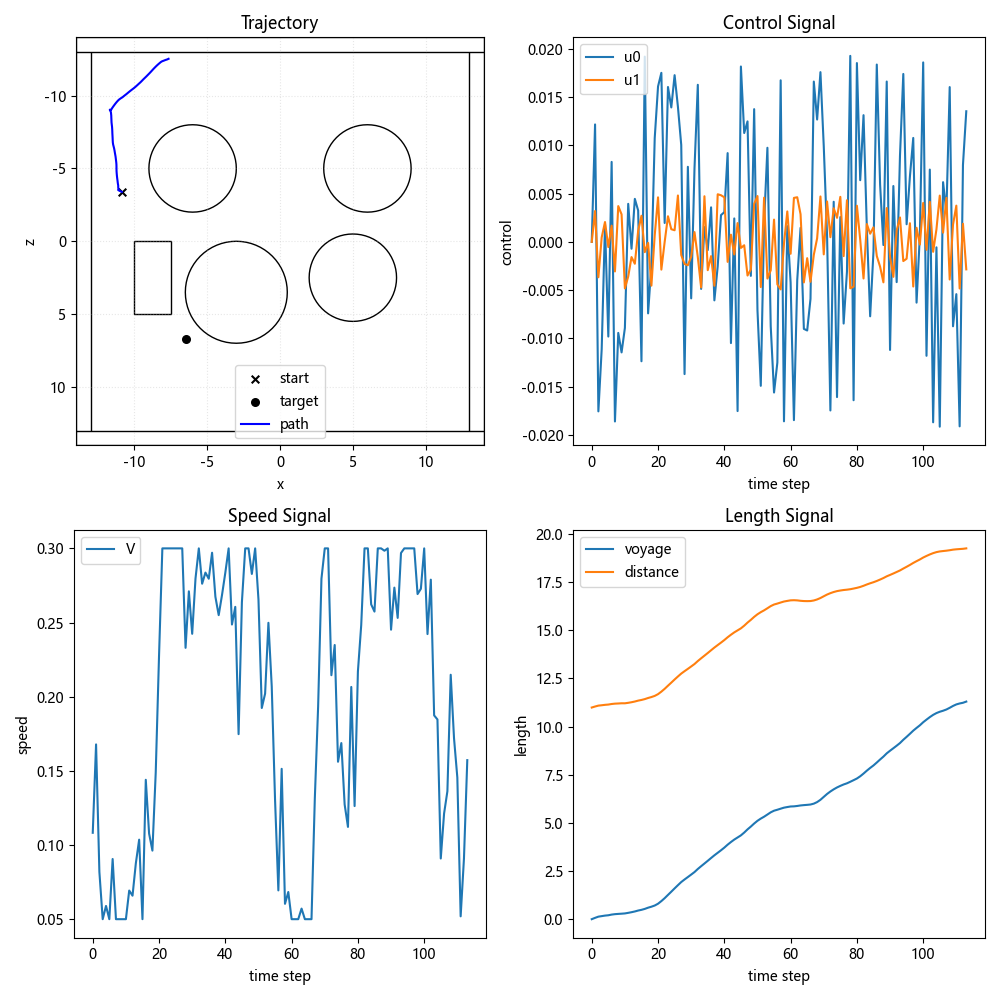 Trajectory
-10
-5
0
5
10
z
-10
-5
0
5
10
x
start
target
path
Control Signal
0.020
0.015
0.010
0.005
0.000
-0.005
-0.010
-0.015
-0.020
control
0
20
40
60
80
100
time step
u0
u1
Speed Signal
0.30
0.25
0.20
0.15
0.10
0.05
speed
0
20
40
60
80
100
time step
V
Length Signal
20.0
17.5
15.0
12.5
10.0
7.5
5.0
2.5
0.0
length
0
20
40
60
80
100
time step
voyage
distance